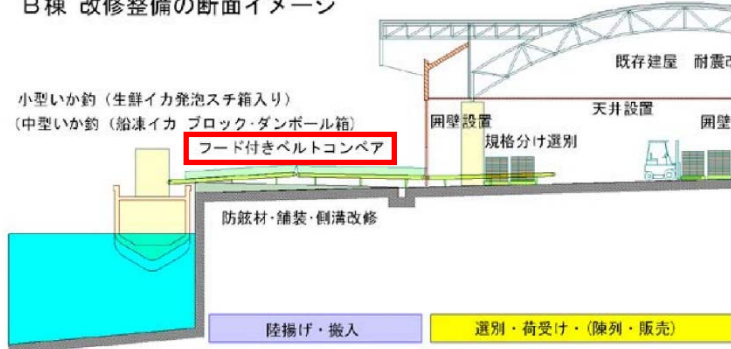 B棟 改修整備の断面イメージ
既存建屋 耐震改
小型いか釣（生鮮イカ発泡スチ箱入り）
（中型いか釣（船凍イカ ブロック・ダンボール箱）
天井設置
囲壁設置
囲壁
フード付きベルトコンベア
規格分け選別
防舷材・舗装・側溝改修
陸揚げ・搬入
選別・荷受け・（陳列・販売）